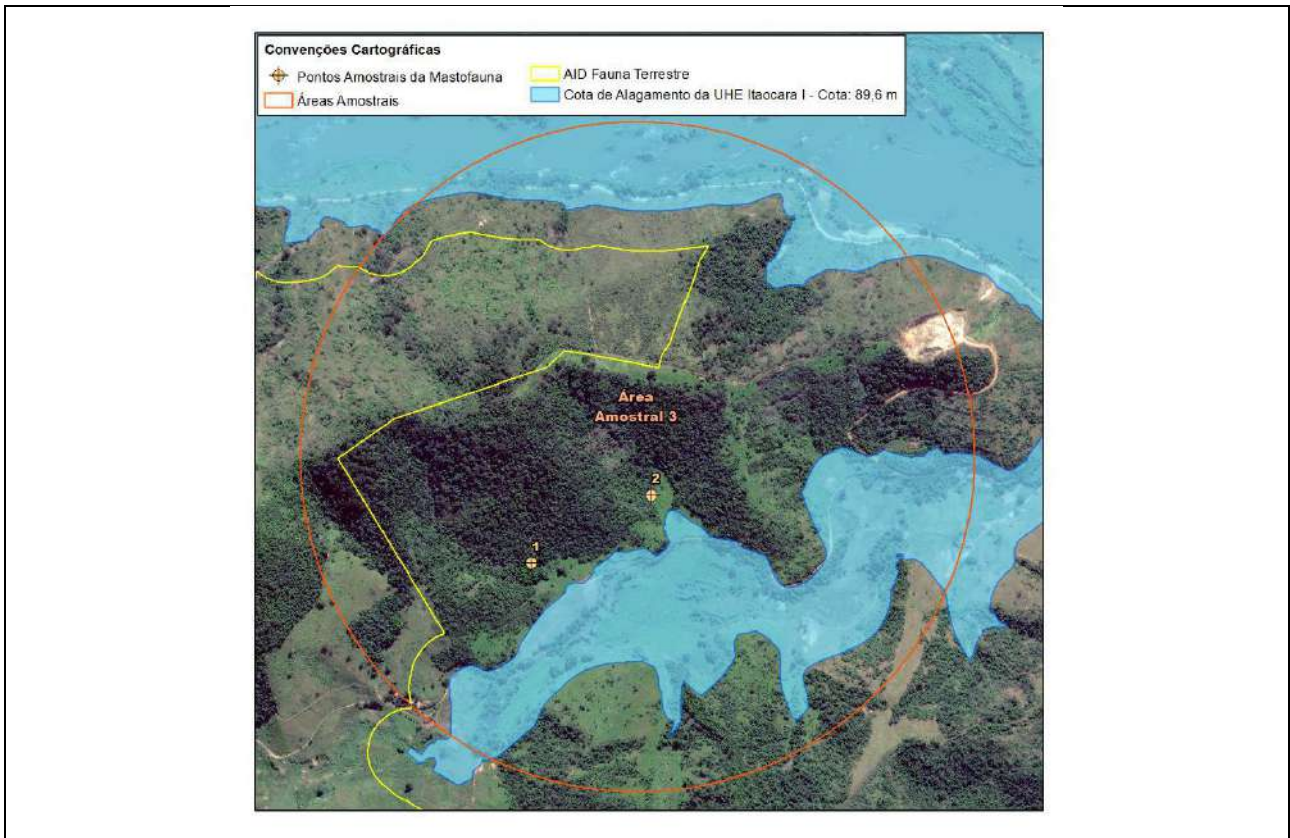 Convenções Cartográficas
Pontos Amostrais da Mastofauna
AID Fauna Terrestre
Áreas Amostrais
Cota de Alagamento da UHE Itaocara I - Cota: 89,6 m
Área
Amostral 3
2
1